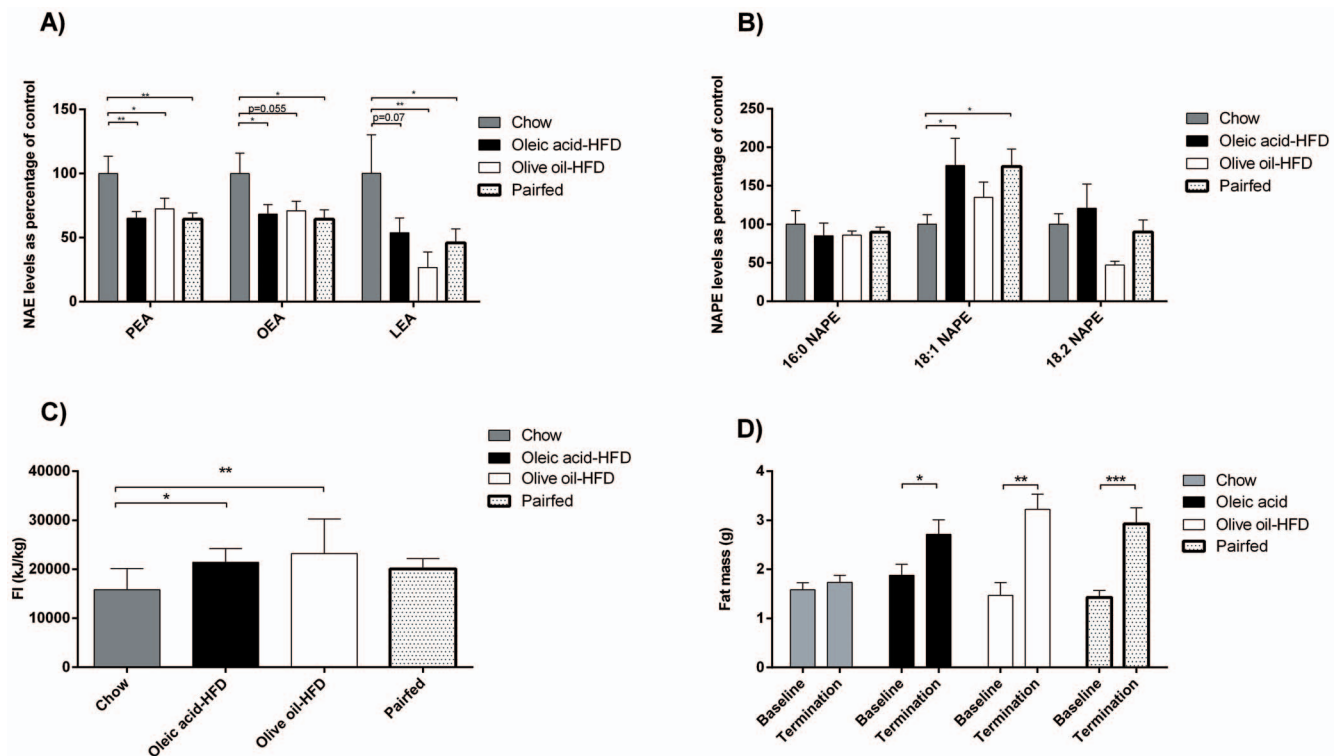 A)
NAE levels as percentage of control
150
100
50
0
**
*
**
*
p=0.055
*
*
**
p=0.07
PEA
OEA
LEA
Chow
Oleic acid-HFD
Olive oil-HFD
Pairfed
B)
NAPE levels as percentage of control
250
200
150
100
50
0
*
*
16:0 NAPE
18:1 NAPE
18.2 NAPE
Chow
Oleic acid-HFD
Olive oil-HFD
Pairfed
C)
FI (kJ/kg)
40000
30000
20000
10000
0
**
*
Chow
Oleic acid-HFD
Olive oil-HFD
Pairfed
Chow
Oleic acid-HFD
Olive oil-HFD
Pairfed
D)
Fat mass (g)
4
3
2
1
0
*
**
***
Baseline
Termination
Baseline
Termination
Baseline
Termination
Baseline
Termination
Chow
Oleic acid
Olive oil-HFD
Pairfed